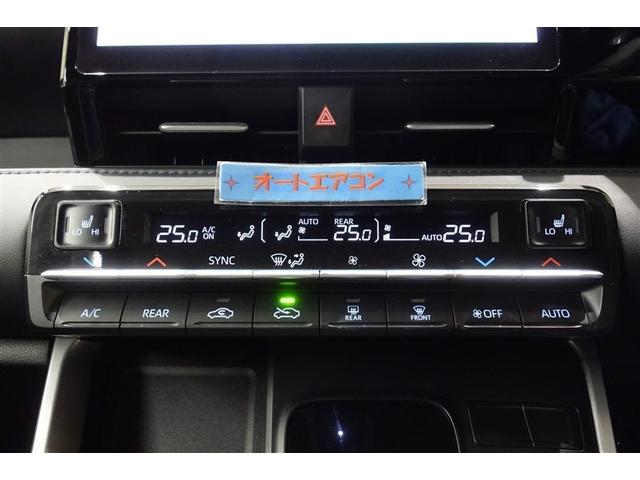 オートエアコン
AUTO REAR
25.0 A/C ON 25.0 AUTO 25.0
LO HI
LO HI
SYNC
A/C REAR REAR FRONT OFF AUTO